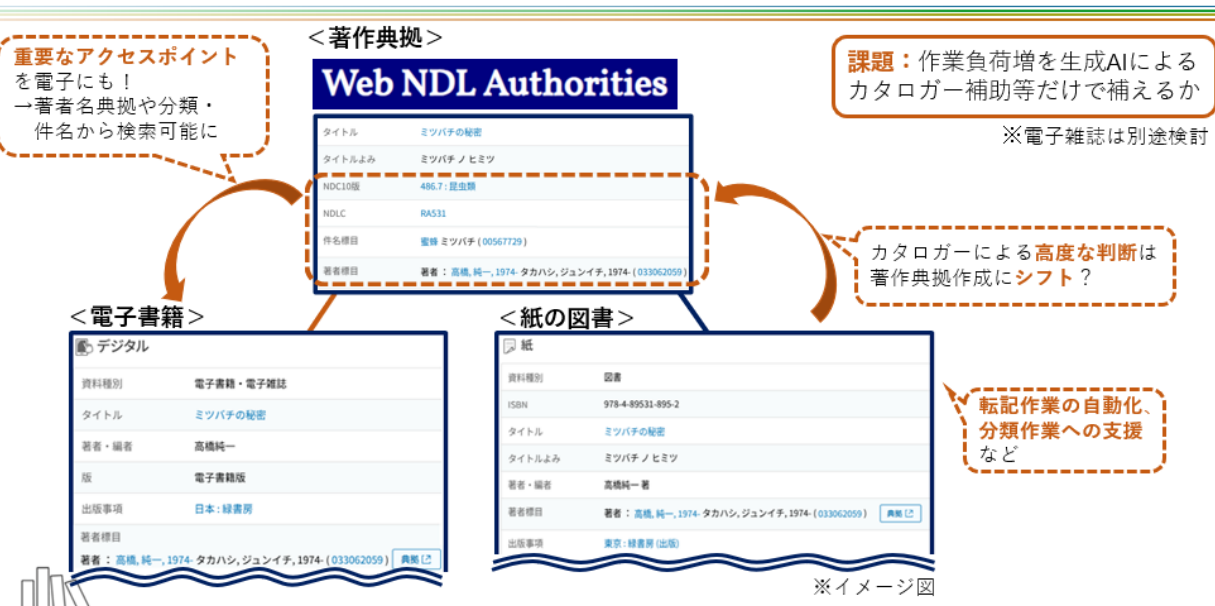 重要なアクセスポイント
を電子にも！
→著者名典拠や分類・
件名から検索可能に
＜著作典拠＞
Web NDL Authorities
タイトル ミツバチの秘密
タイトルよみ ミツバチ ノ ヒミツ
NDC10版 486.7 : 昆虫類
NDLC RA531
件名標目 蜜蜂 ミツバチ ( 00567729 )
著者標目 著者 ： 高橋, 純一, 1974- タカハシ, ジュンイチ, 1974- ( 033062059 )
課題：作業負荷増を生成AIによる
カタロガー補助等だけで補えるか
※電子雑誌は別途検討
カタロガーによる高度な判断は
著作典拠作成にシフト？
＜電子書籍＞
デジタル
資料種別 電子書籍・電子雑誌
タイトル ミツバチの秘密
著者・編者 高橋純一
版 電子書籍版
出版事項 日本 : 緑書房
著者標目
著者 ： 高橋, 純一, 1974- タカハシ, ジュンイチ, 1974- ( 033062059 ) 典拠
＜紙の図書＞
紙
資料種別 図書
ISBN 978-4-89531-895-2
タイトル ミツバチの秘密
タイトルよみ ミツバチ ノ ヒミツ
著者・編者 高橋純一 著
著者標目 著者 ： 高橋, 純一, 1974- タカハシ, ジュンイチ, 1974- ( 033062059 ) 典拠
出版事項 東京 : 緑書房 (出版)
転記作業の自動化、
分類作業への支援
など
※イメージ図